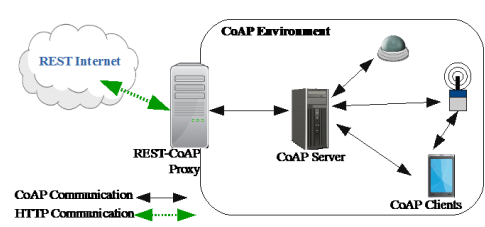 CoAP Environment
REST Internet
REST-CoAP
Proxy
CoAP Server
CoAP Clients
CoAP Communication
HTTP Communication